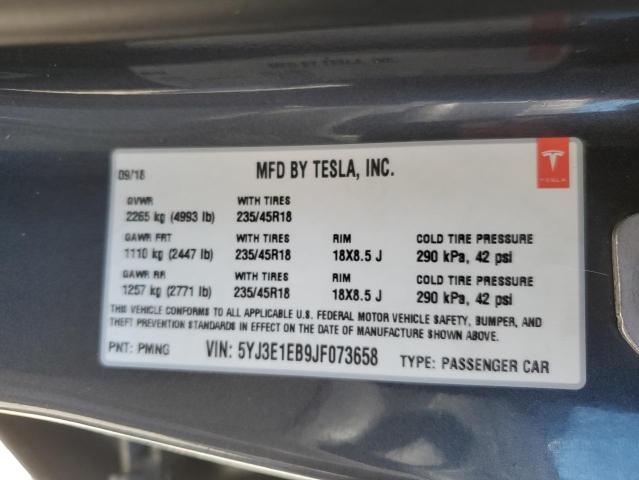 MFD BY TESLA, INC.
09/18 MFD BY TESLA, INC.
TESLA
GVWR WITH TIRES
2265 kg (4993 lb) 235/45R18
GAWR FRT WITH TIRES RIM COLD TIRE PRESSURE
1110 kg (2447 lb) 235/45R18 18X8.5 J 290 kPa, 42 psi
GAWR RR WITH TIRES RIM COLD TIRE PRESSURE
1257 kg (2771 lb) 235/45R18 18X8.5 J 290 kPa, 42 psi
THIS VEHICLE CONFORMS TO ALL APPLICABLE U.S. FEDERAL MOTOR VEHICLE SAFETY, BUMPER, AND
THEFT PREVENTION STANDARDS IN EFFECT ON THE DATE OF MANUFACTURE SHOWN ABOVE.
PNT: PMNG VIN: 5YJ3E1EB9JF073658 TYPE: PASSENGER CAR